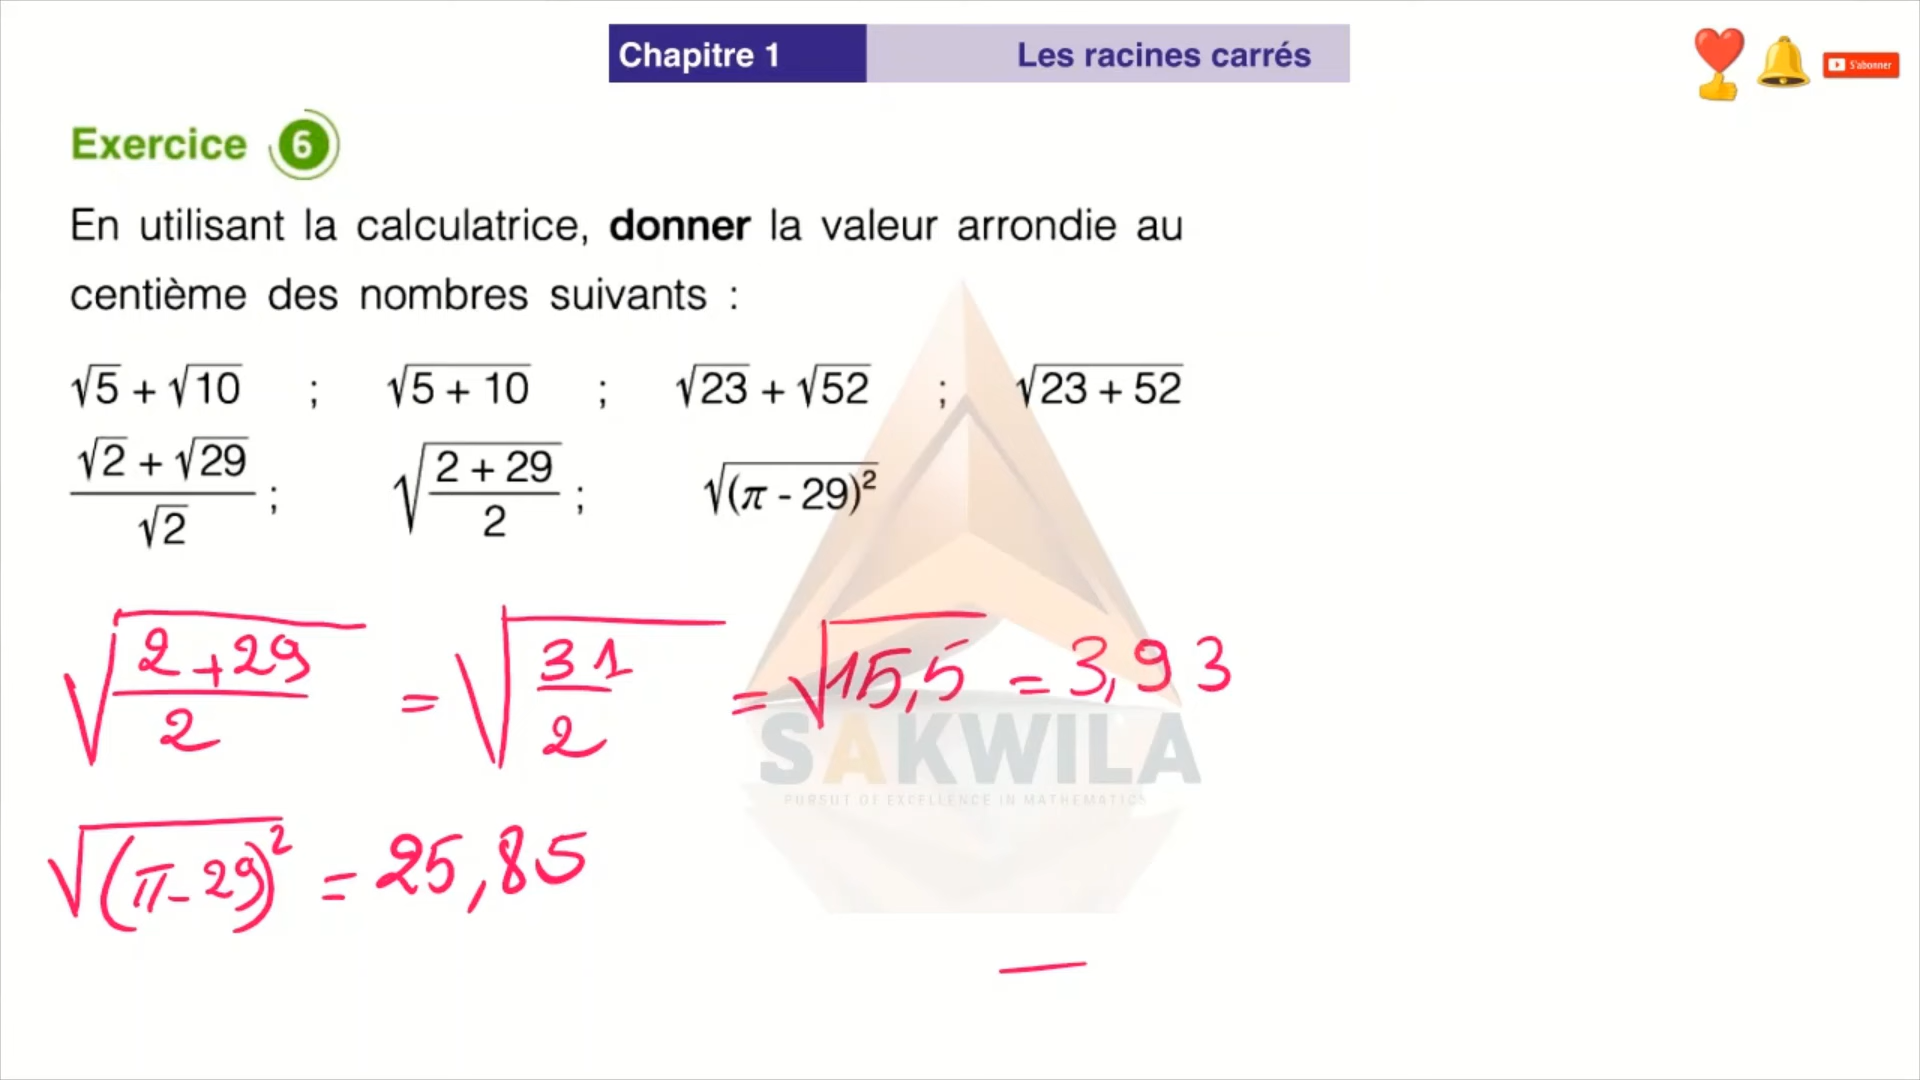 Chapitre 1 Les racines carrés
S'abonner
Exercice 6
En utilisant la calculatrice, donner la valeur arrondie au
centième des nombres suivants :
√5 + √10 ; √(5 + 10) ; √23 + √52 ; √(23 + 52)
(√2 + √29)/√2 ; √((2 + 29)/2) ; √((π - 29)²)
√((2+29)/2) = √(31/2) = √15,5 = 3,93
SAKWILA
PURSUT OF EXCELLENCE IN MATHEMATICS
√((π-29)²) = 25,85